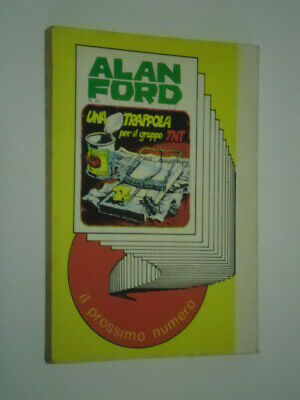 ALAN
FORD
UNA TRAPPOLA
per il gruppo TNT
il prossimo numero